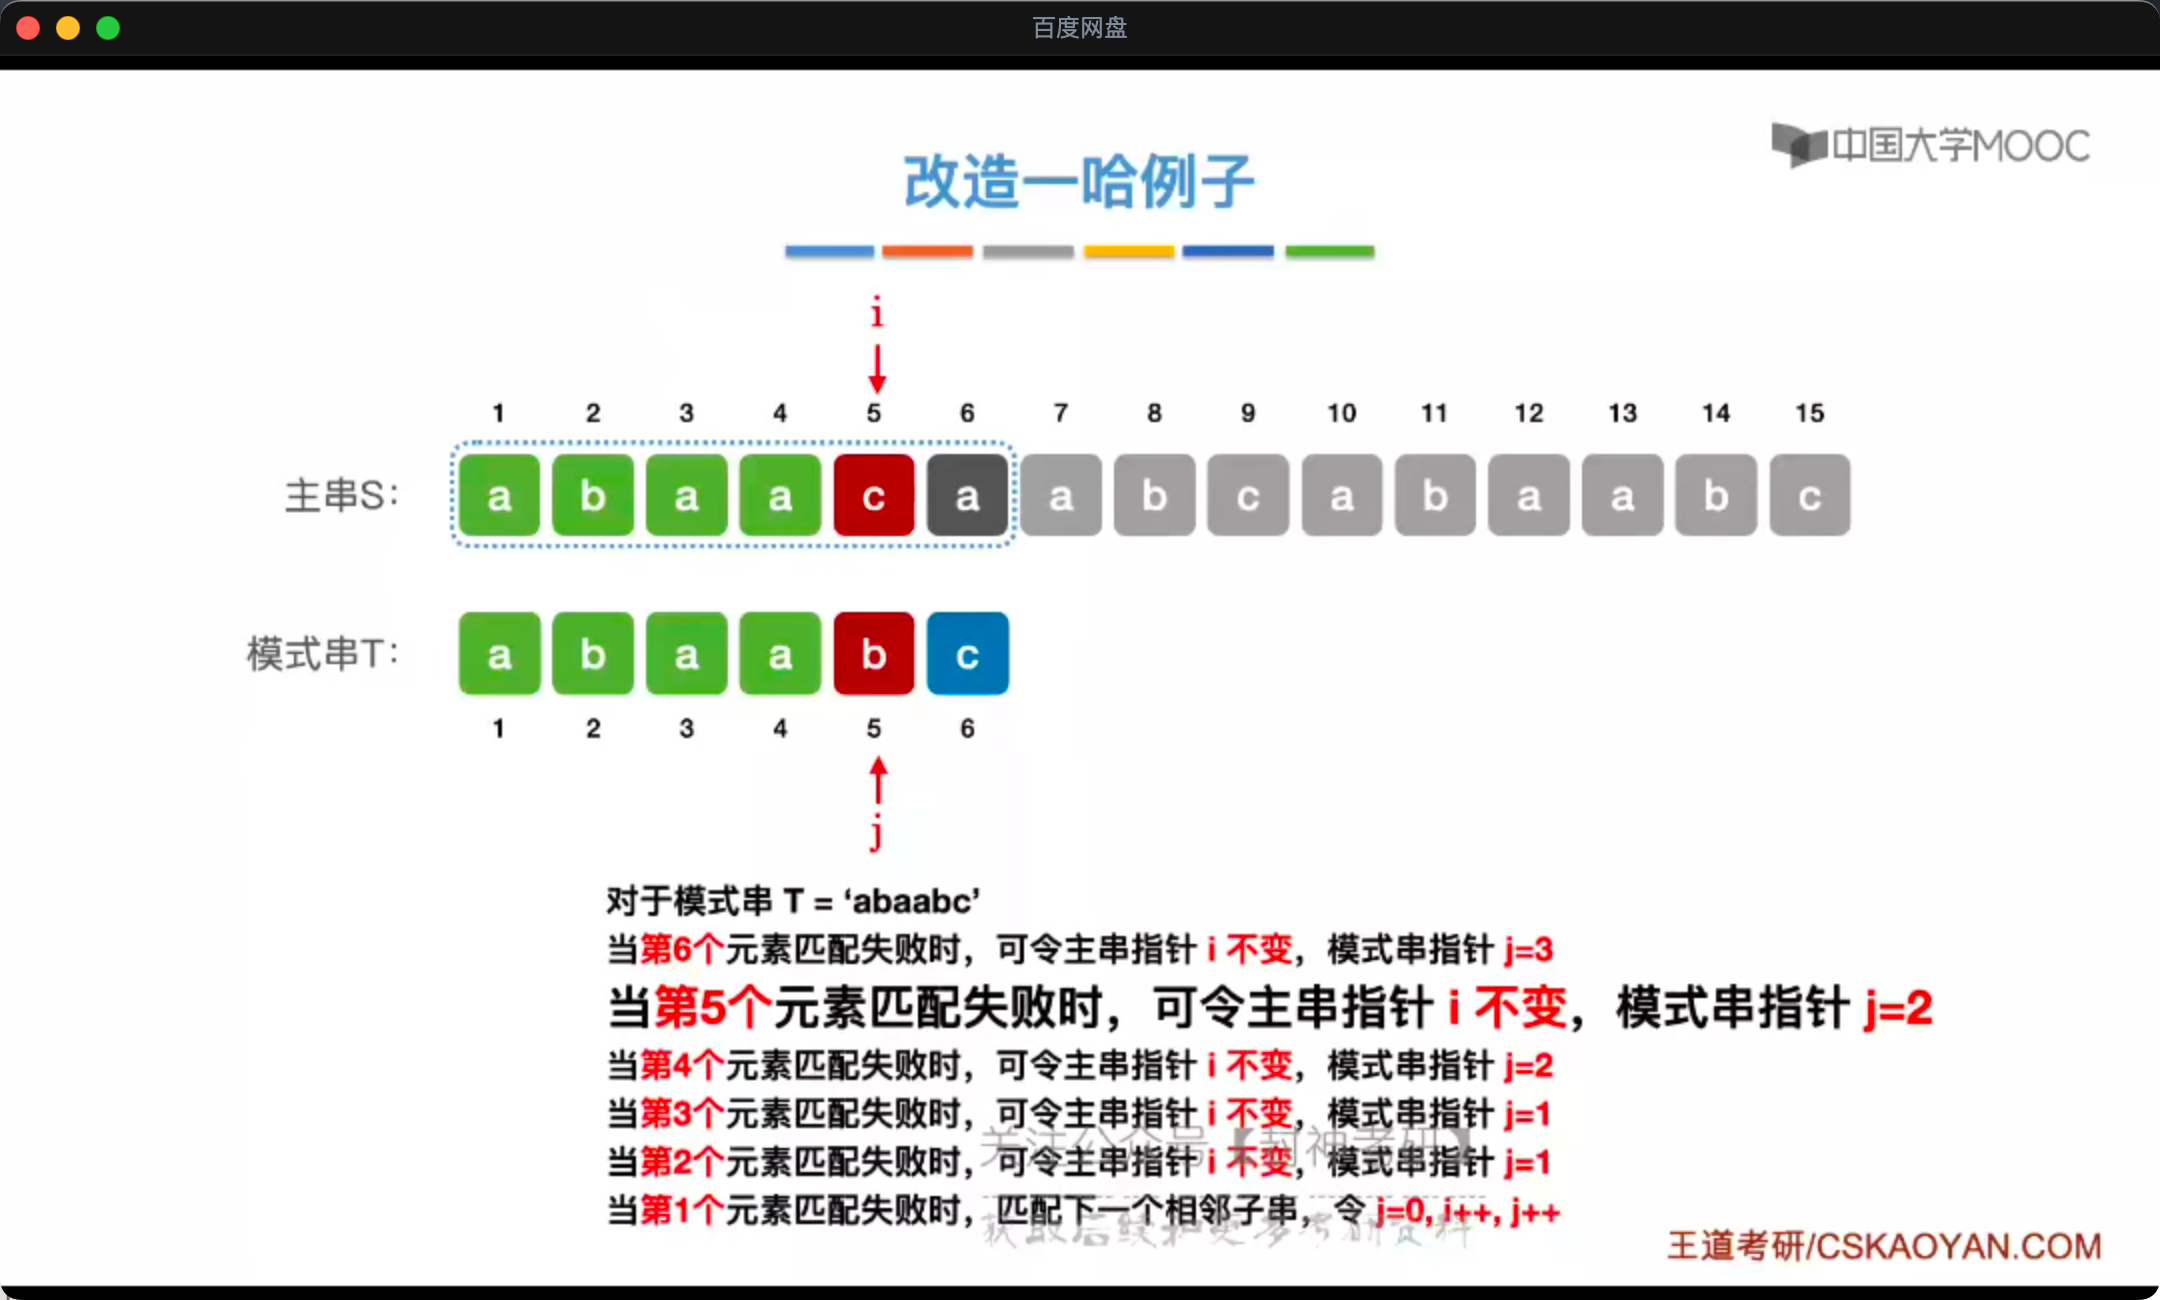 百度网盘
中国大学MOOC
改造一哈例子
i
1 2 3 4 5 6 7 8 9 10 11 12 13 14 15
主串S: a b a a c a a b c a b a a b c
模式串T: a b a a b c
1 2 3 4 5 6
j
对于模式串 T = ‘abaabc’
当第6个元素匹配失败时，可令主串指针 i 不变，模式串指针 j=3
当第5个元素匹配失败时，可令主串指针 i 不变，模式串指针 j=2
当第4个元素匹配失败时，可令主串指针 i 不变，模式串指针 j=2
当第3个元素匹配失败时，可令主串指针 i 不变，模式串指针 j=1
关注公众号【封神考研】
当第2个元素匹配失败时，可令主串指针 i 不变，模式串指针 j=1
当第1个元素匹配失败时，匹配下一个相邻子串，令 j=0, i++, j++
获取后续和更多考研资料
王道考研/CSKAOYAN.COM